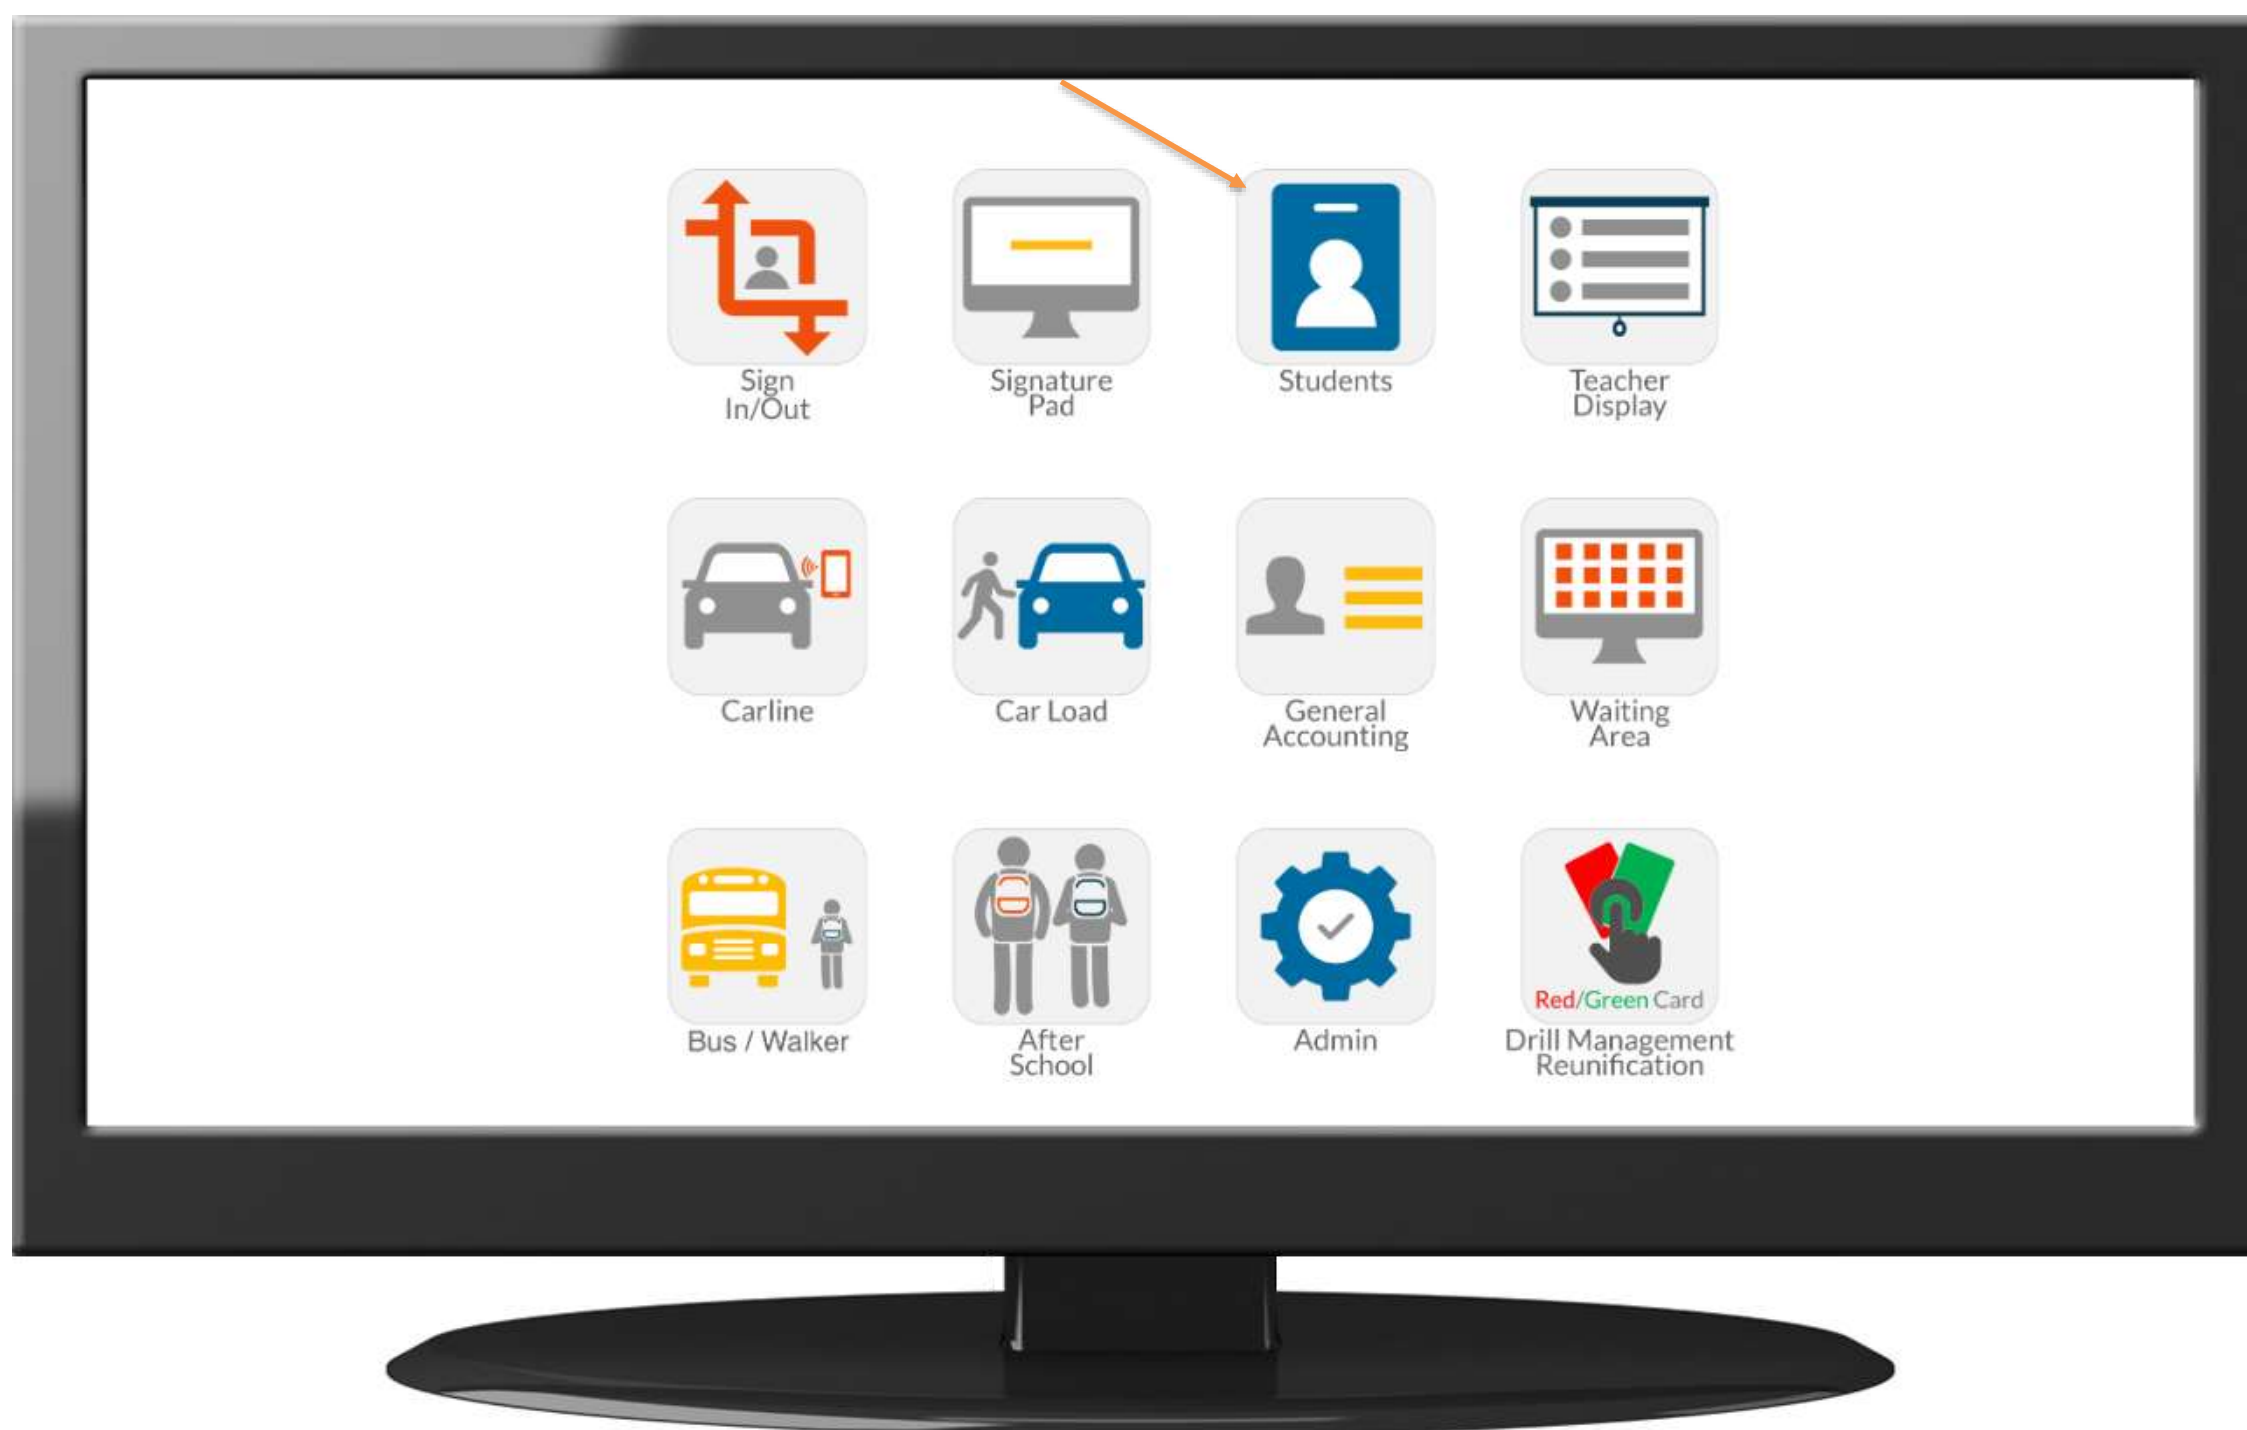 Sign
In/Out
Signature
Pad
Students
Teacher
Display
Carline
Car Load
General
Accounting
Waiting
Area
Bus / Walker
After
School
Admin
Red/Green Card
Drill Management
Reunification